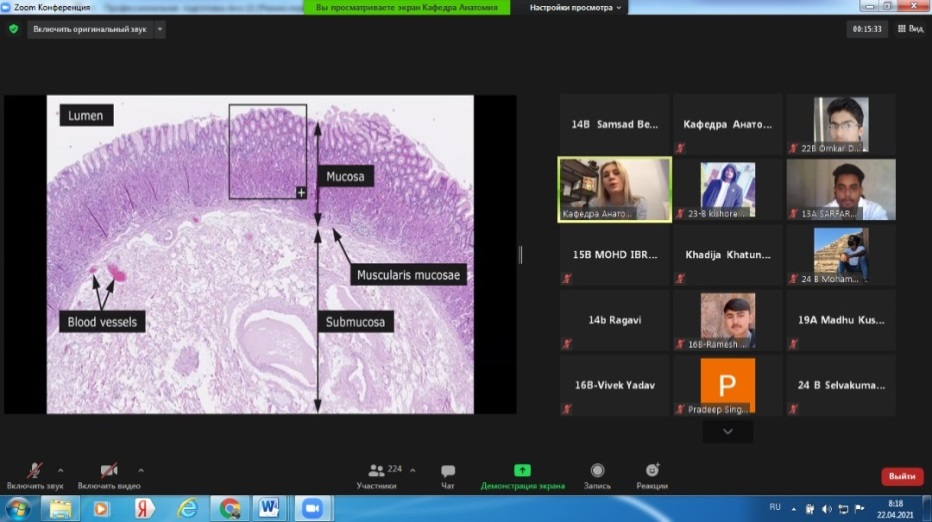 Zoom Конференция
Вы просматриваете экран Кафедра Анатомия
Настройки просмотра
Включить оригинальный звук
00:15:33
Вид
Lumen
Mucosa
Muscularis mucosae
Blood vessels
Submucosa
14B Samsad Be...
Кафедра Анато...
22B Omkar D...
Кафедра Анато...
23-B kishore...
13A SARFAR...
15B MOHD IBR...
Khadija Khatun...
24 B Moham...
14b Ragavi
16B-Ramesh ...
19A Madhu Kus...
16B-Vivek Yadav
P
Pradeep Sing...
24 B Selvakuma...
Включить звук
Включить видео
224
Участники
Чат
Демонстрация экрана
Запись
Реакции
Выйти
RU
8:18
22.04.2021